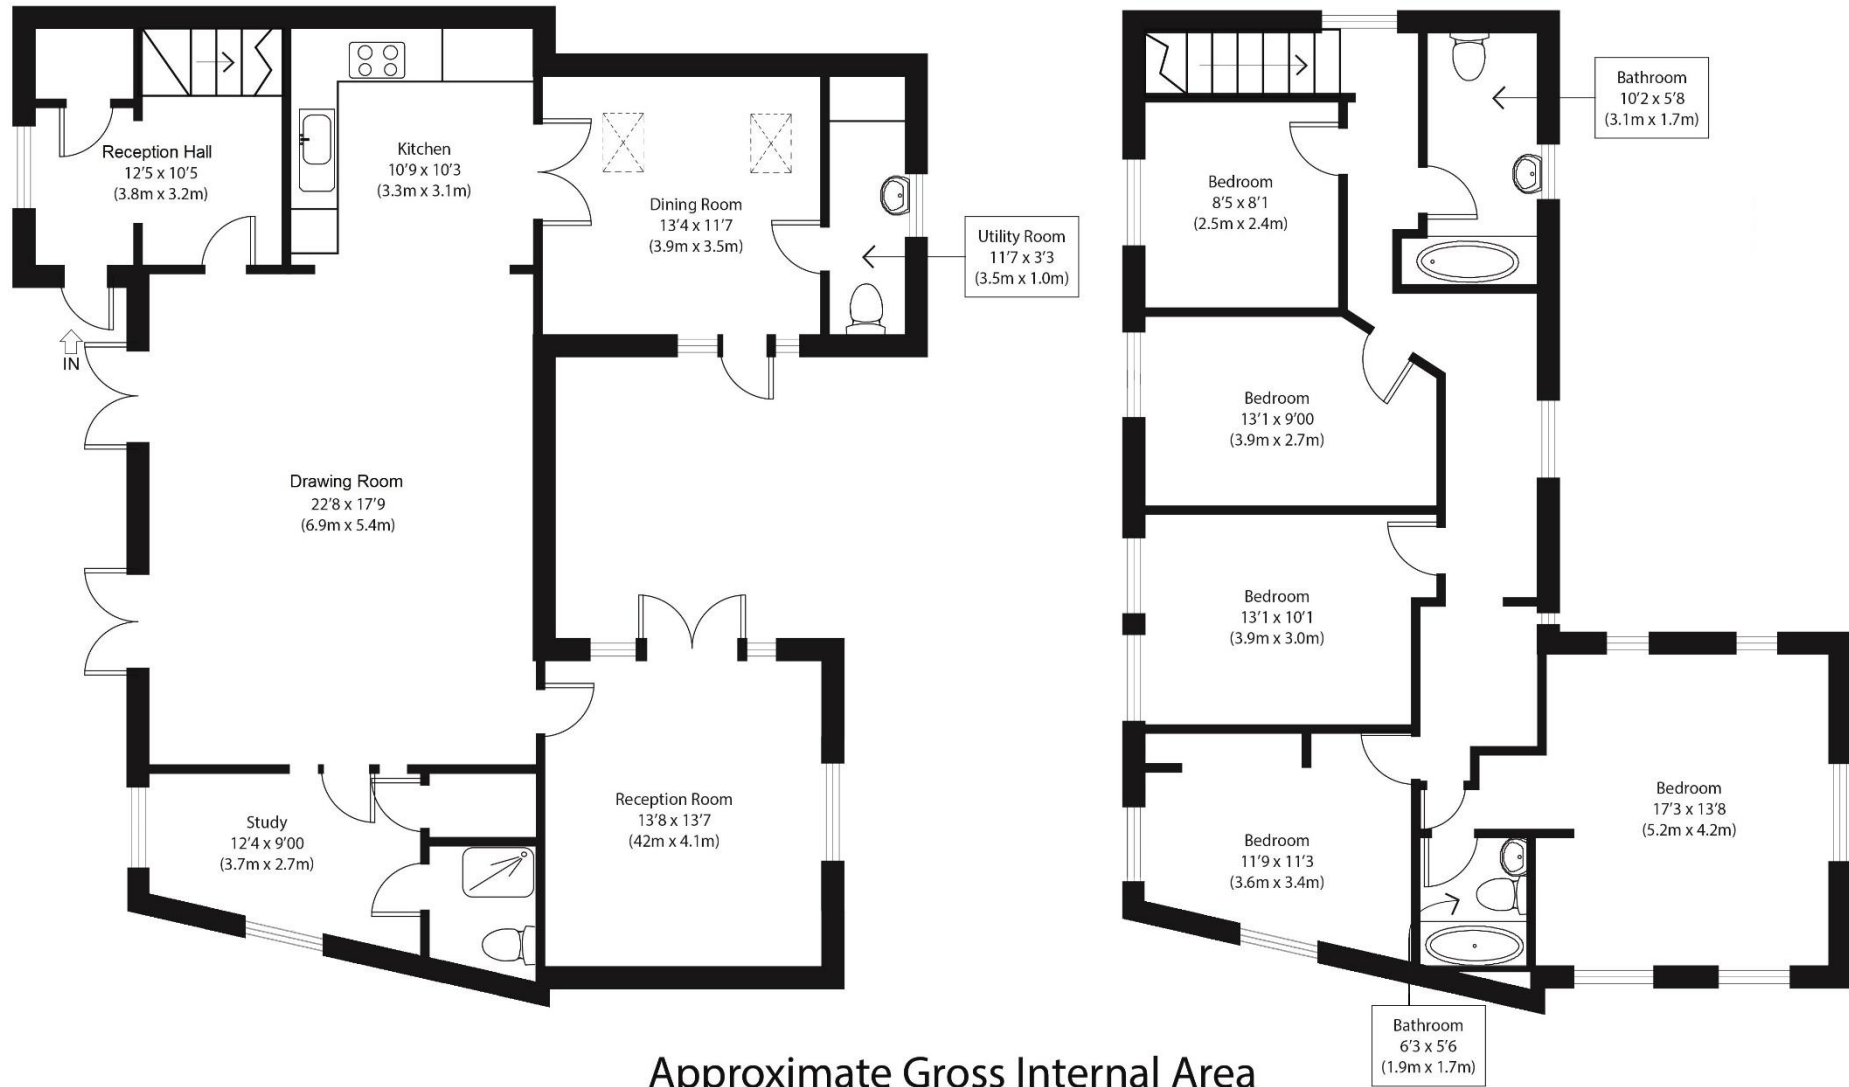 Reception Hall
12'5 x 10'5
(3.8m x 3.2m)
Kitchen
10'9 x 10'3
(3.3m x 3.1m)
Dining Room
13'4 x 11'7
(3.9m x 3.5m)
Utility Room
11'7 x 3'3
(3.5m x 1.0m)
IN
Drawing Room
22'8 x 17'9
(6.9m x 5.4m)
Study
12'4 x 9'00
(3.7m x 2.7m)
Reception Room
13'8 x 13'7
(42m x 4.1m)
Bathroom
10'2 x 5'8
(3.1m x 1.7m)
Bedroom
8'5 x 8'1
(2.5m x 2.4m)
Bedroom
13'1 x 9'00
(3.9m x 2.7m)
Bedroom
13'1 x 10'1
(3.9m x 3.0m)
Bedroom
17'3 x 13'8
(5.2m x 4.2m)
Bedroom
11'9 x 11'3
(3.6m x 3.4m)
Bathroom
6'3 x 5'6
(1.9m x 1.7m)
Approximate Gross Internal Area